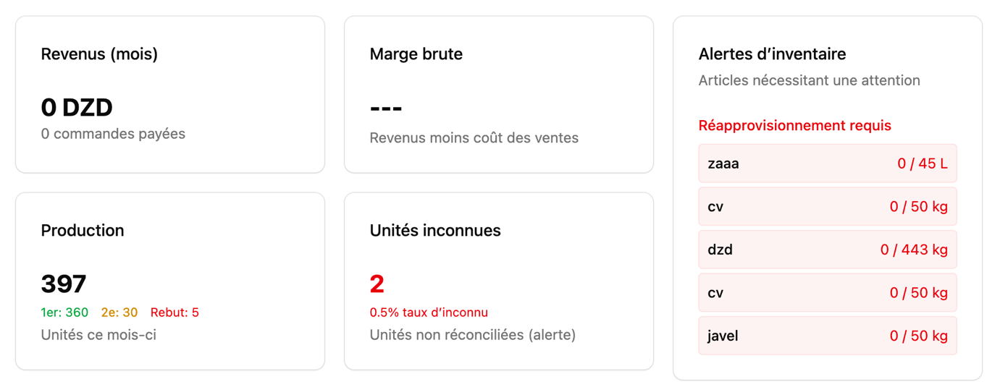 Revenus (mois)
0 DZD
0 commandes payées
Marge brute
---
Revenus moins coût des ventes
Production
397
1er: 360 2e: 30 Rebut: 5
Unités ce mois-ci
Unités inconnues
2
0.5% taux d’inconnu
Unités non réconciliées (alerte)
Alertes d’inventaire
Articles nécessitant une attention
Réapprovisionnement requis
zaaa 0 / 45 L
cv 0 / 50 kg
dzd 0 / 443 kg
cv 0 / 50 kg
javel 0 / 50 kg